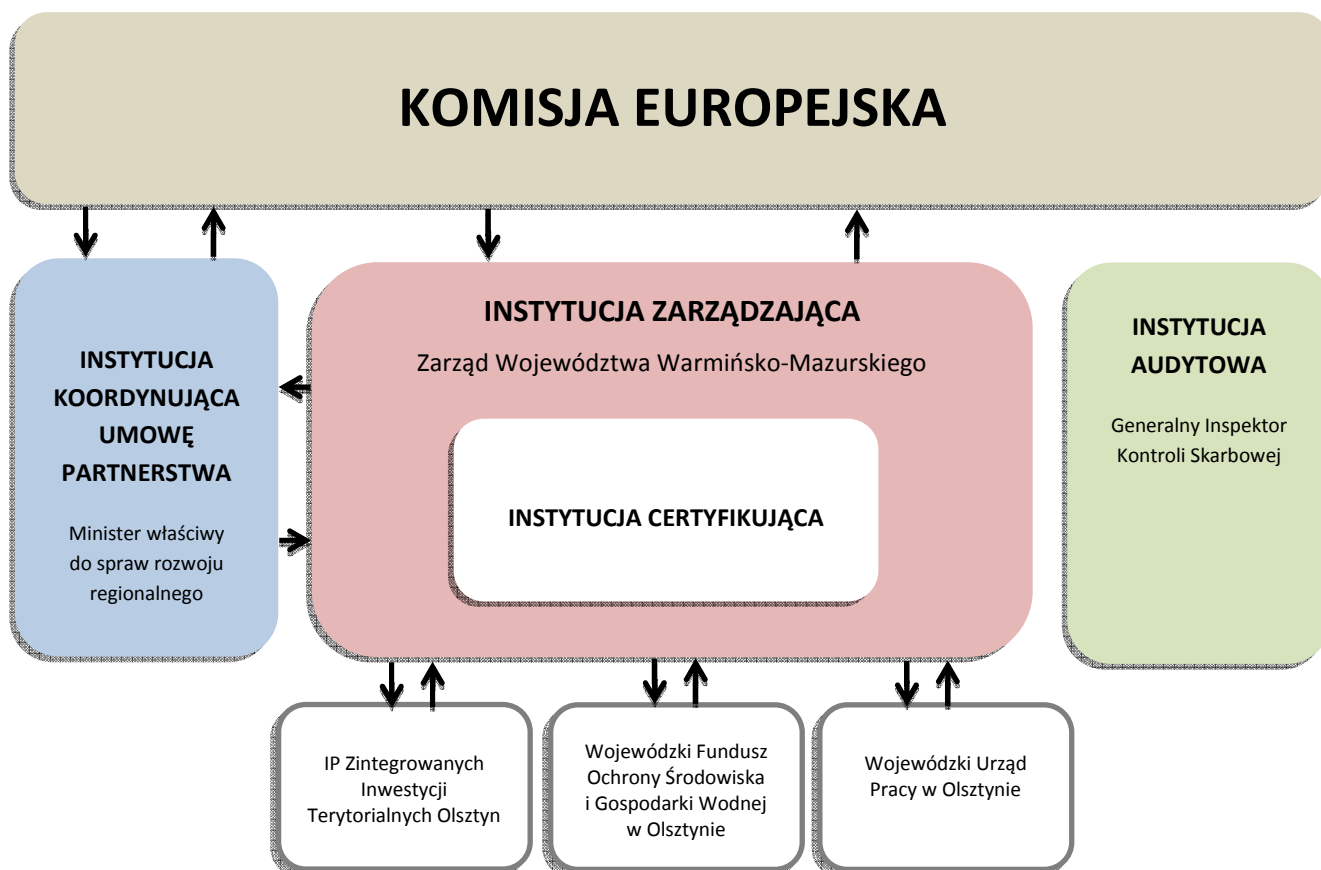 KOMISJA EUROPEJSKA
INSTYTUCJA
KOORDYNUJĄCA
UMOWĘ
PARTNERSTWA
Minister właściwy
do spraw rozwoju
regionalnego
INSTYTUCJA ZARZĄDZAJĄCA
Zarząd Województwa Warmińsko-Mazurskiego
INSTYTUCJA CERTYFIKUJĄCA
INSTYTUCJA
AUDYTOWA
Generalny Inspektor
Kontroli Skarbowej
IP Zintegrowanych
Inwestycji
Terytorialnych Olsztyn
Wojewódzki Fundusz
Ochrony Środowiska
i Gospodarki Wodnej
w Olsztynie
Wojewódzki Urząd
Pracy w Olsztynie